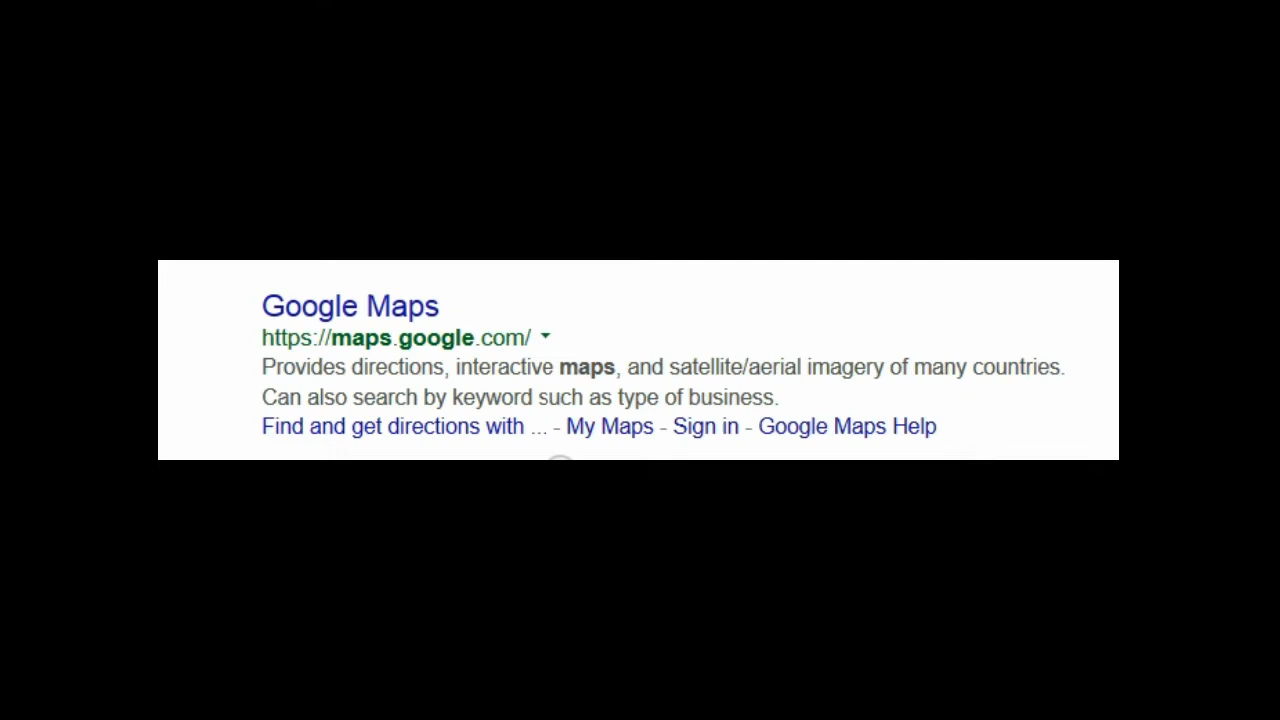 Google Maps
https://maps.google.com/
Provides directions, interactive maps, and satellite/aerial imagery of many countries.
Can also search by keyword such as type of business.
Find and get directions with ... - My Maps - Sign in - Google Maps Help